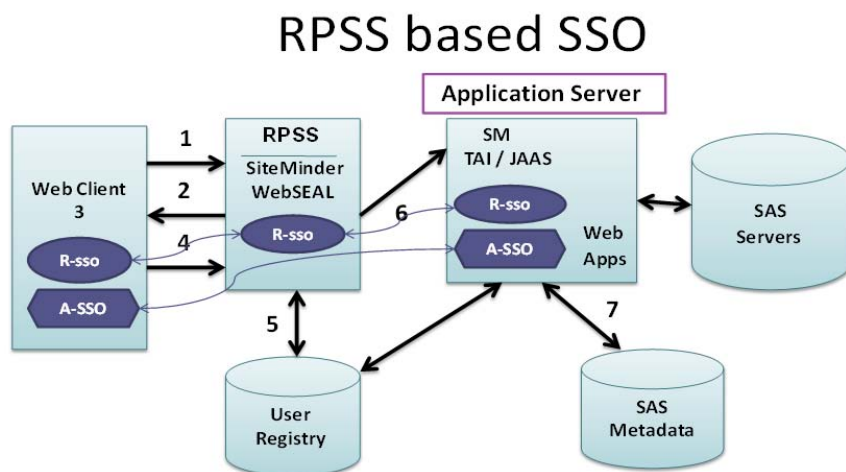 RPSS based SSO
Application Server
1
RPSS
SM
TAI / JAAS
SiteMinder
WebSEAL
2
Web Client
3
6
R-sso
R-sso
SAS
Servers
4
R-sso
A-SSO
Web
Apps
A-SSO
5
7
User
Registry
SAS
Metadata